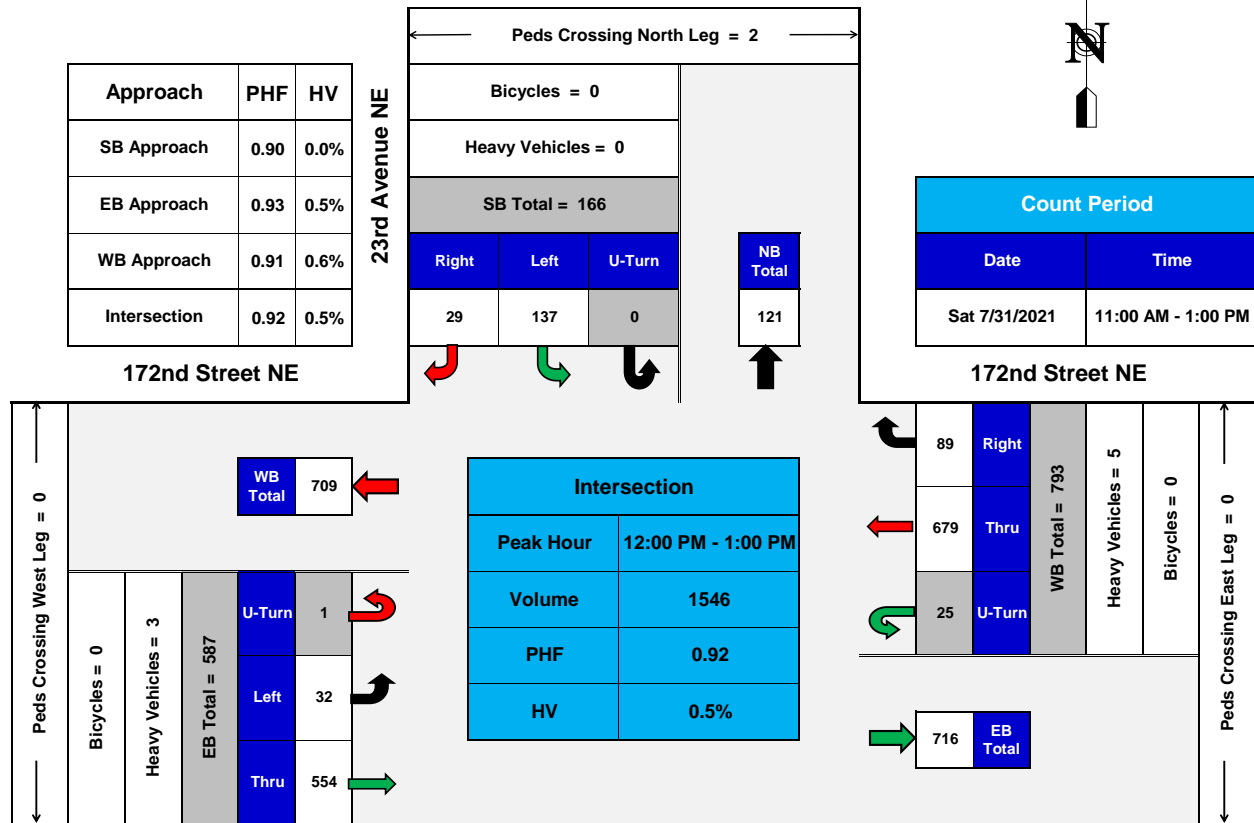 Peds Crossing North Leg = 2
N
Approach PHF HV
SB Approach 0.90 0.0%
EB Approach 0.93 0.5%
WB Approach 0.91 0.6%
Intersection 0.92 0.5%
23rd Avenue NE
Bicycles = 0
Heavy Vehicles = 0
SB Total = 166
Right Left U-Turn
29 137 0
NB
Total
121
Count Period
Date Time
Sat 7/31/2021 11:00 AM - 1:00 PM
172nd Street NE
172nd Street NE
Peds Crossing West Leg = 0
WB
Total
709
Bicycles = 0
Heavy Vehicles = 3
EB Total = 587
U-Turn 1
Left 32
Thru 554
Intersection
Peak Hour 12:00 PM - 1:00 PM
Volume 1546
PHF 0.92
HV 0.5%
89 Right
679 Thru
25 U-Turn
WB Total = 793
Heavy Vehicles = 5
Bicycles = 0
Peds Crossing East Leg = 0
716
EB
Total